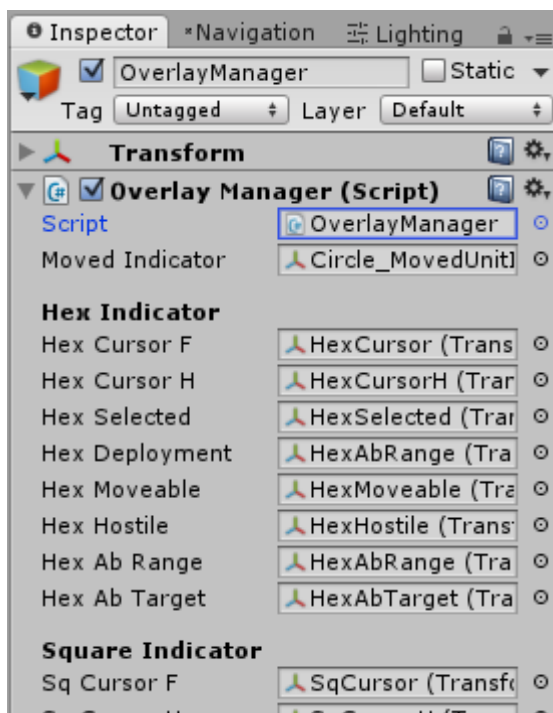 Inspector Navigation Lighting
OverlayManager Static
Tag Untagged Layer Default
Transform
Overlay Manager (Script)
Script OverlayManager
Moved Indicator Circle_MovedUnitI
Hex Indicator
Hex Cursor F HexCursor (Trans
Hex Cursor H HexCursorH (Tran
Hex Selected HexSelected (Tran
Hex Deployment HexAbRange (Tra
Hex Moveable HexMoveable (Tra
Hex Hostile HexHostile (Trans
Hex Ab Range HexAbRange (Tra
Hex Ab Target HexAbTarget (Tra
Square Indicator
Sq Cursor F SqCursor (Transfo